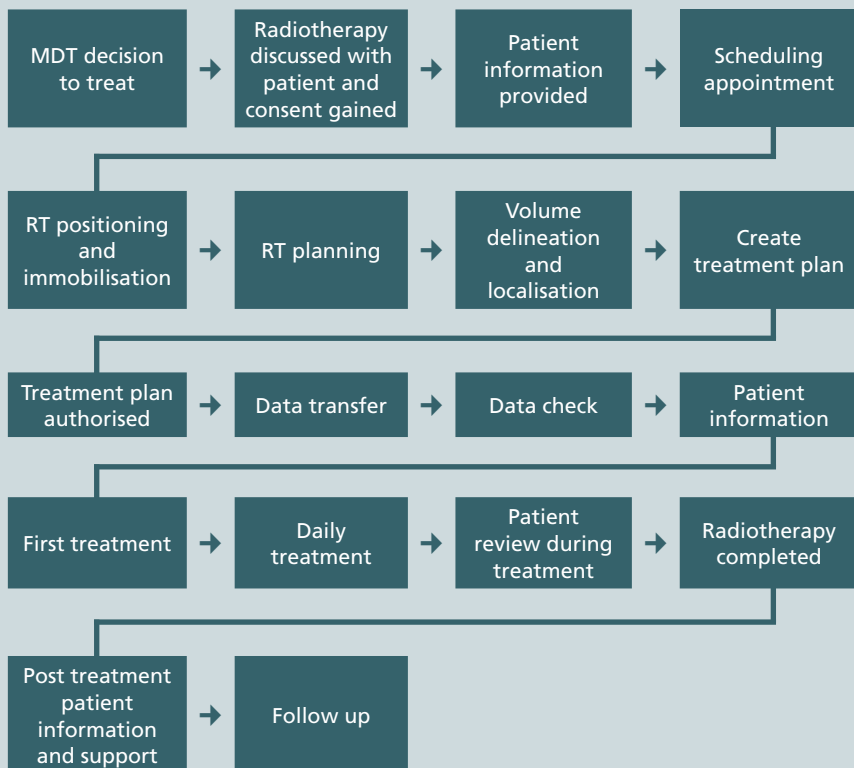 MDT decision
to treat
Radiotherapy
discussed with
patient and
consent gained
Patient
information
provided
Scheduling
appointment
RT positioning
and
immobilisation
RT planning
Volume
delineation
and
localisation
Create
treatment plan
Treatment plan
authorised
Data transfer
Data check
Patient
information
First treatment
Daily
treatment
Patient
review during
treatment
Radiotherapy
completed
Post treatment
patient
information
and support
Follow up